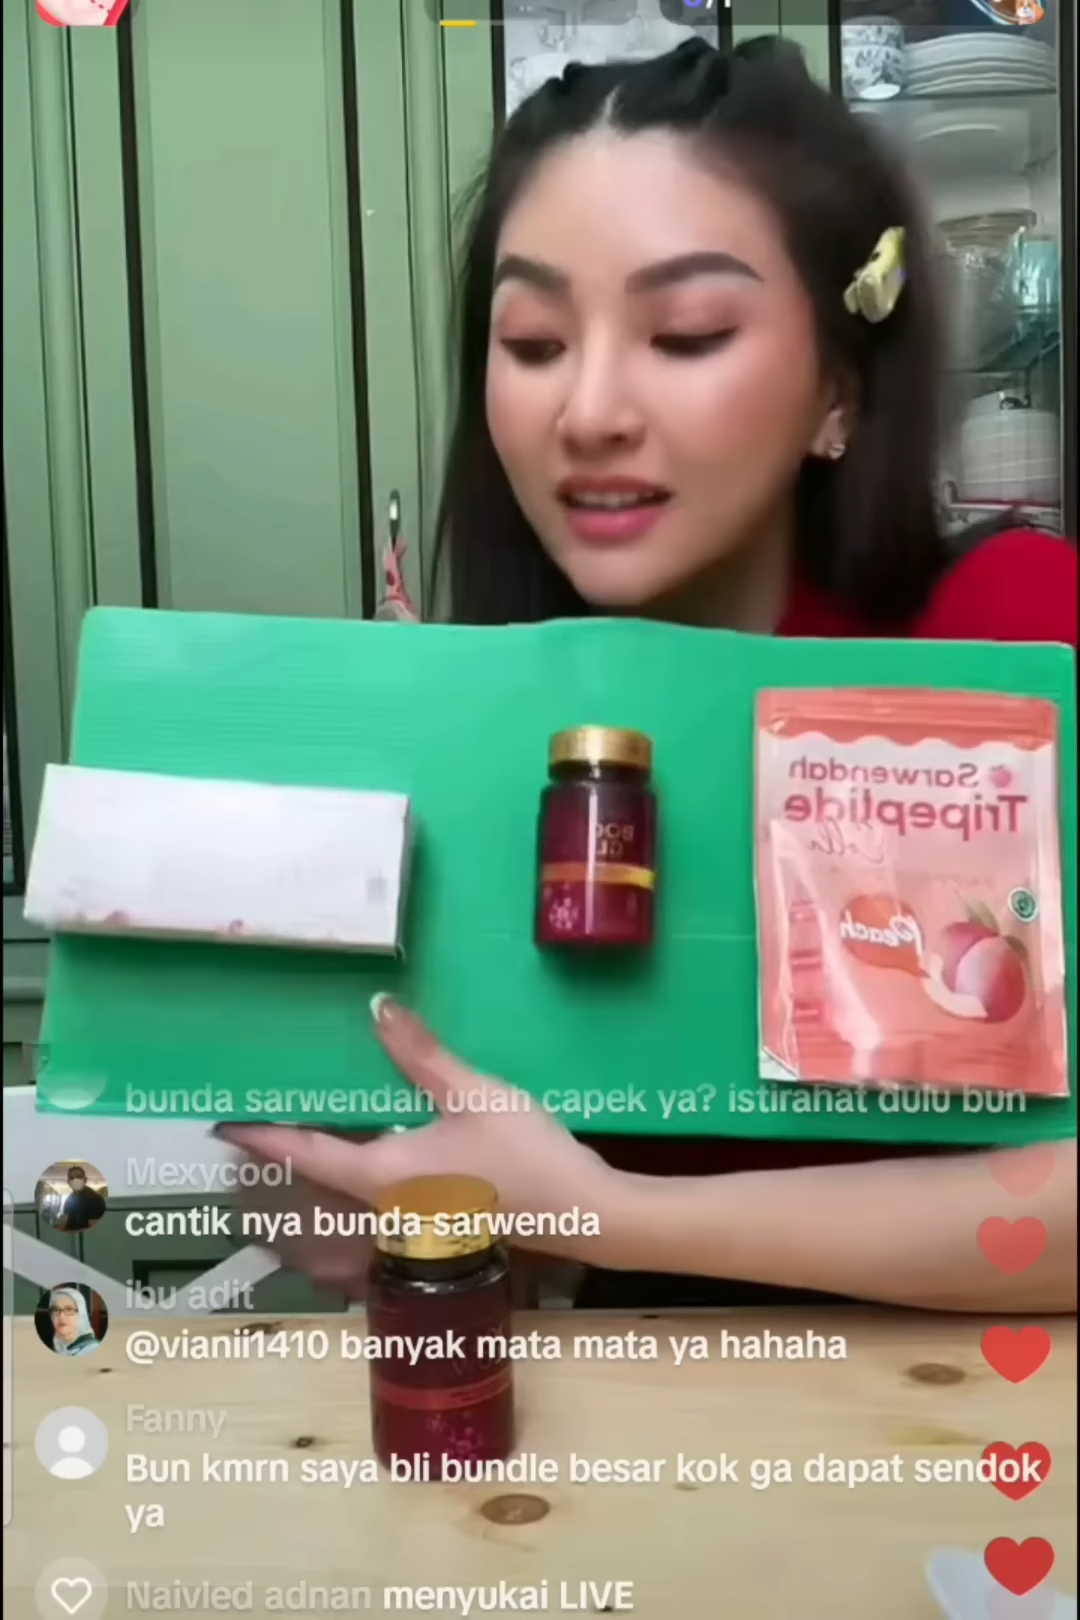 Sarwendah
Tripeptide
Colla
Peach
bunda sarwendah udah capek ya? istirahat dulu bun
Mexycool
cantik nya bunda sarwenda
ibu adit
@vianii1410 banyak mata mata ya hahaha
Fanny
Bun kmrn saya bli bundle besar kok ga dapat sendok
ya
Naivled adnan menyukai LIVE